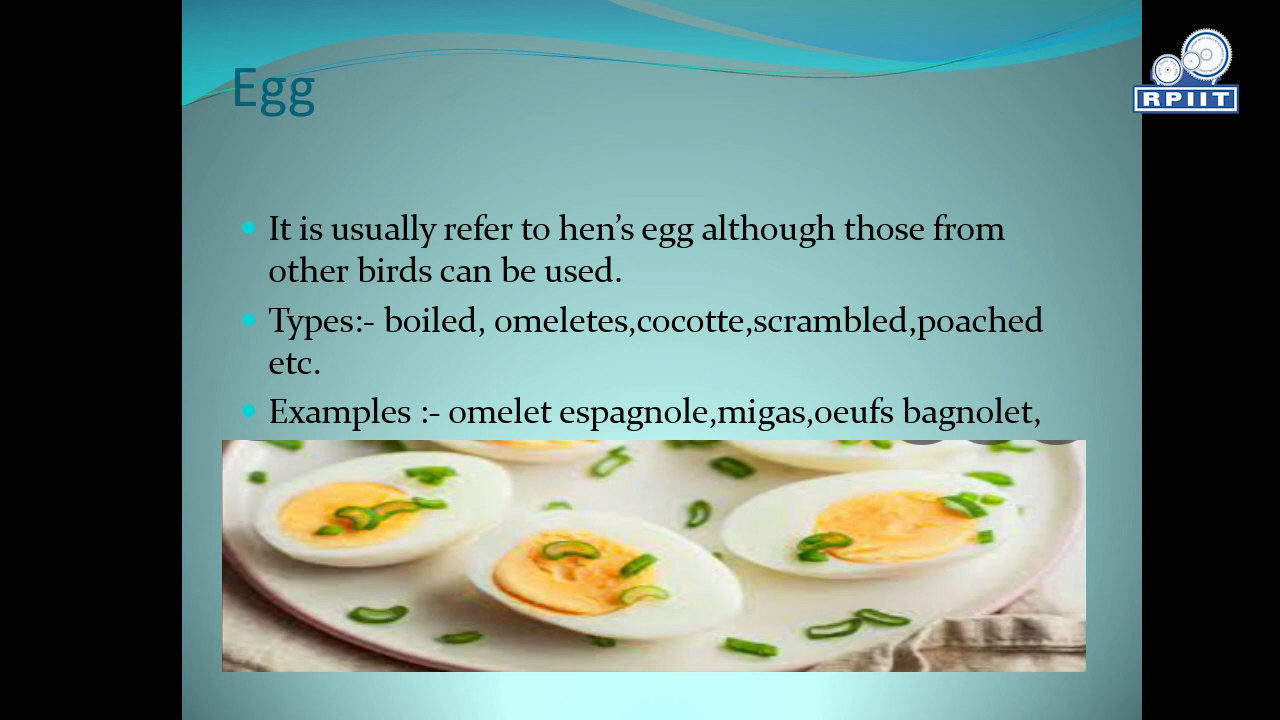 Egg
RPIIT
It is usually refer to hen’s egg although those from
other birds can be used.
Types:- boiled, omeletes,cocotte,scrambled,poached
etc.
Examples :- omelet espagnole,migas,oeufs bagnolet,